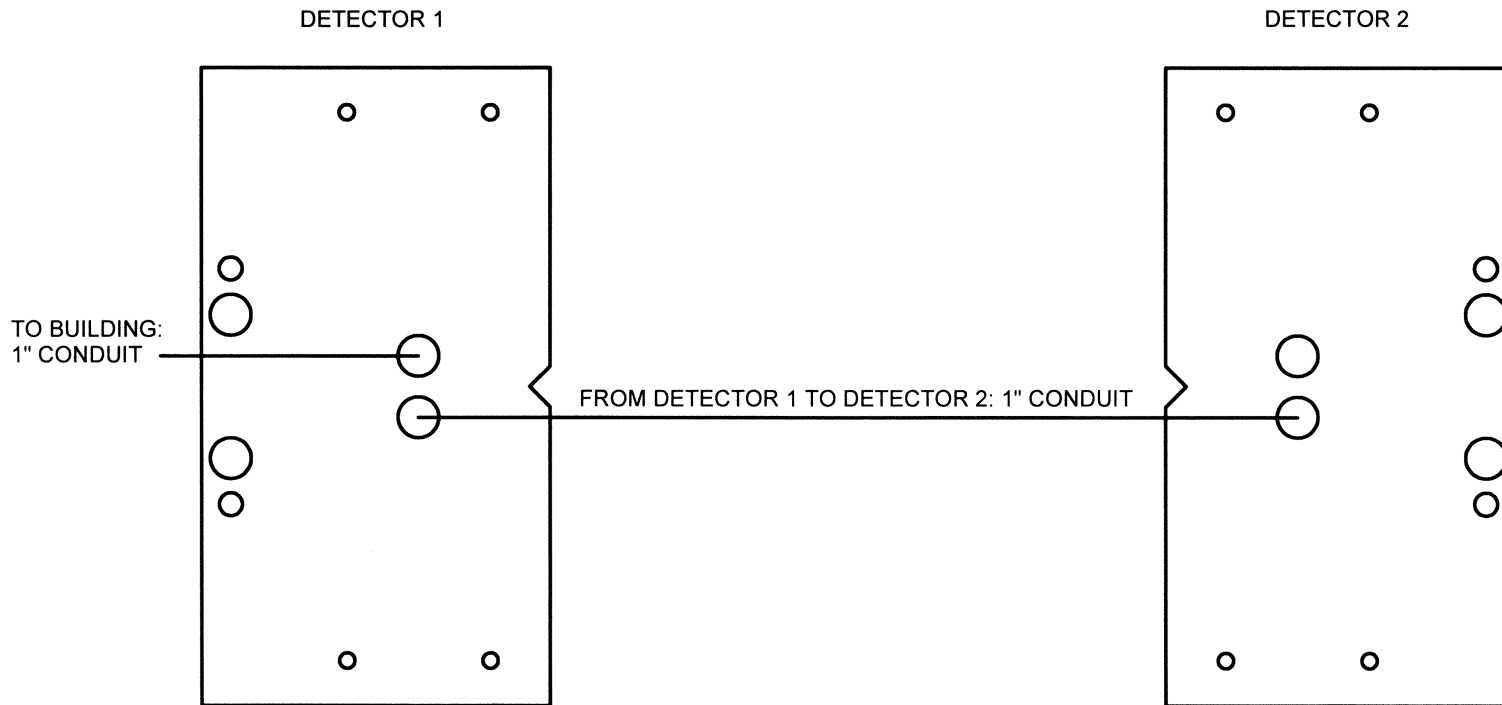 DETECTOR 1
DETECTOR 2
TO BUILDING:
1" CONDUIT
FROM DETECTOR 1 TO DETECTOR 2: 1" CONDUIT